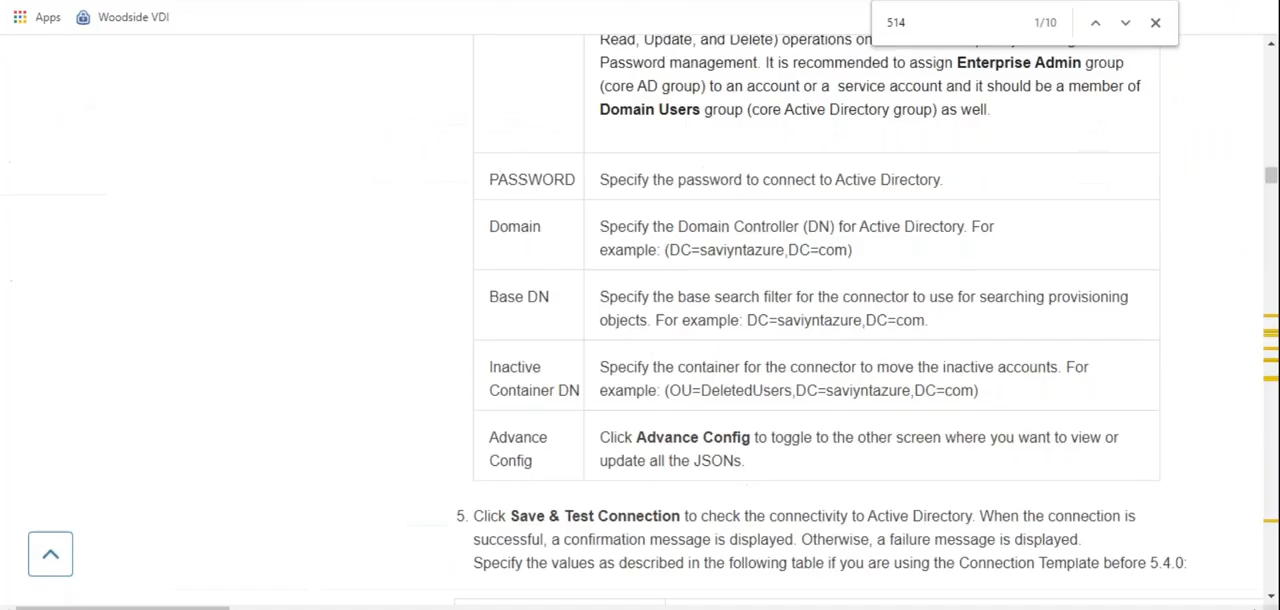 Apps Woodside VDI
514 1/10
Read, Update, and Delete) operations on
Password management. It is recommended to assign Enterprise Admin group
(core AD group) to an account or a service account and it should be a member of
Domain Users group (core Active Directory group) as well.
PASSWORD Specify the password to connect to Active Directory.
Domain Specify the Domain Controller (DN) for Active Directory. For
example: (DC=saviyntazure,DC=com)
Base DN Specify the base search filter for the connector to use for searching provisioning
objects. For example: DC=saviyntazure,DC=com.
Inactive Specify the container for the connector to move the inactive accounts. For
Container DN example: (OU=DeletedUsers,DC=saviyntazure,DC=com)
Advance Click Advance Config to toggle to the other screen where you want to view or
Config update all the JSONs.
5. Click Save & Test Connection to check the connectivity to Active Directory. When the connection is
successful, a confirmation message is displayed. Otherwise, a failure message is displayed.
Specify the values as described in the following table if you are using the Connection Template before 5.4.0: